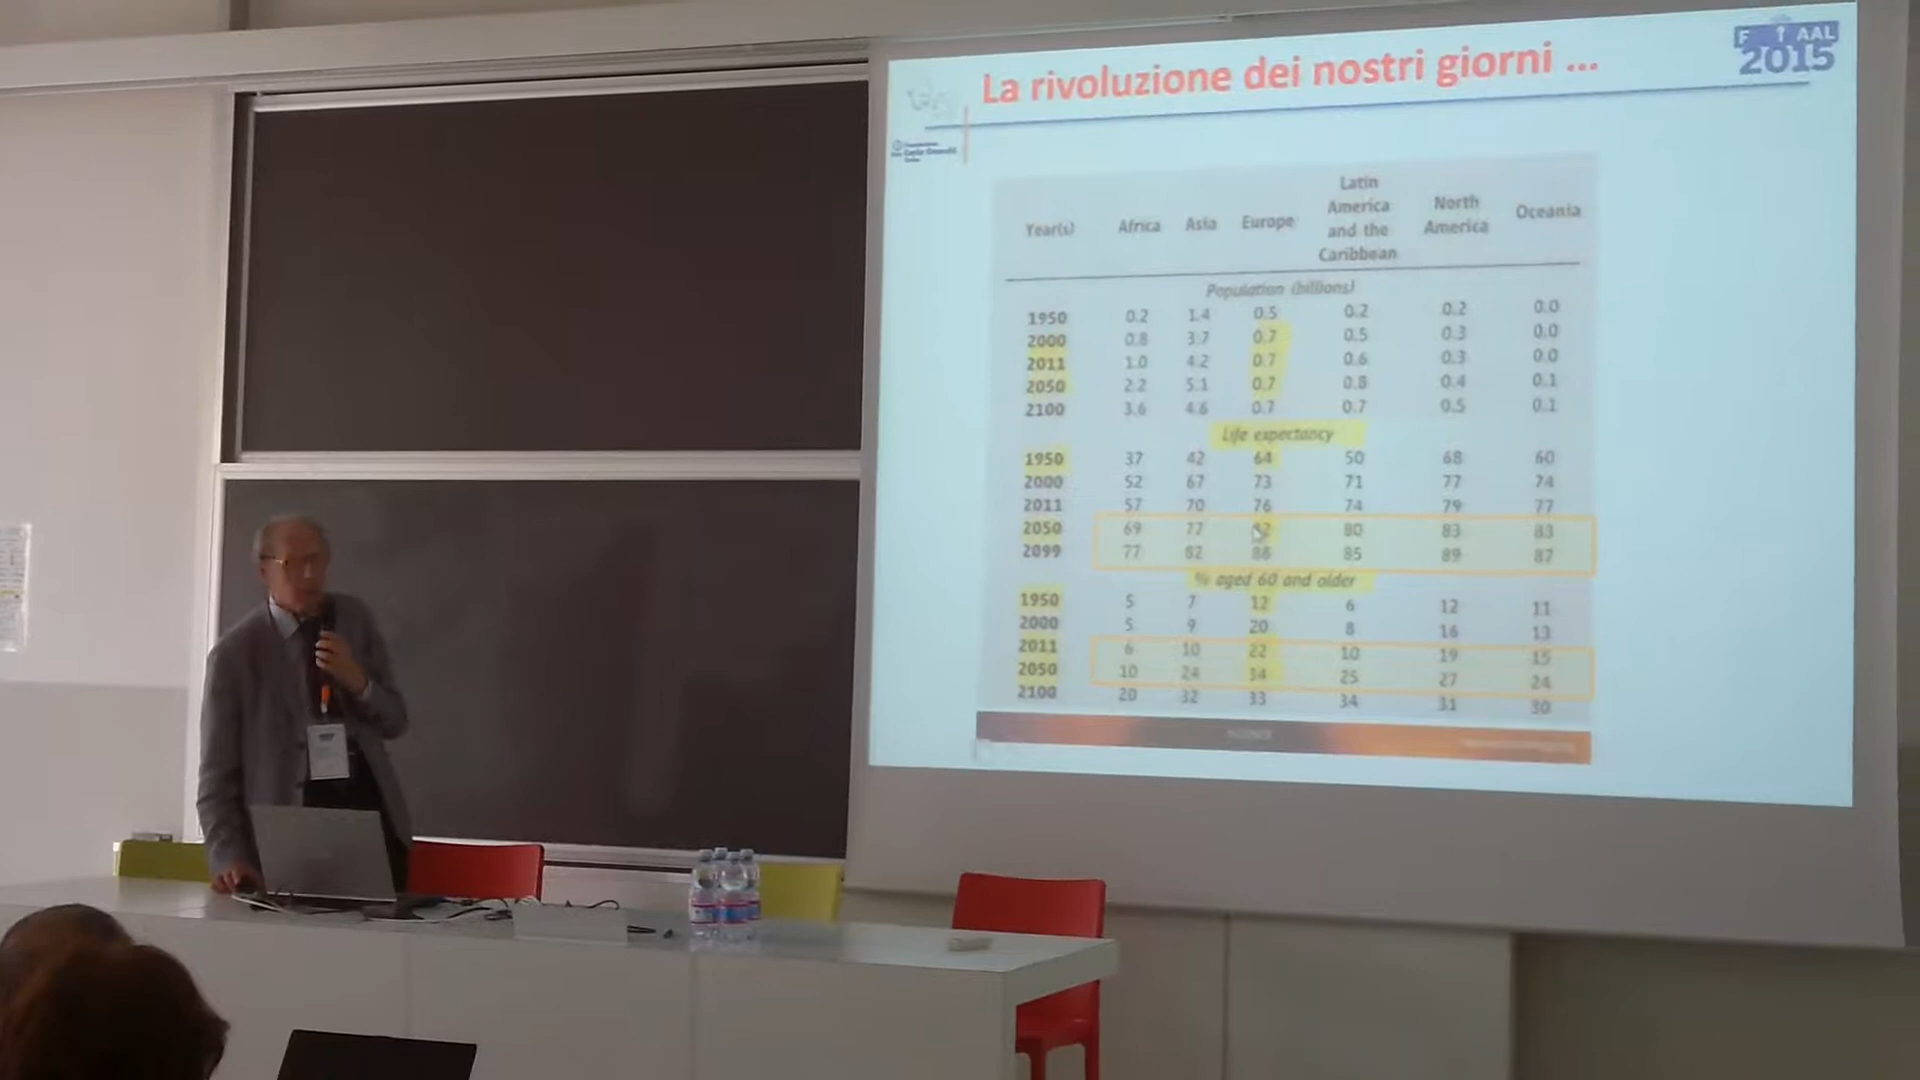 La rivoluzione dei nostri giorni ...
F AAL
2015
Year(s) Africa Asia Europe Latin America and the Caribbean North America Oceania
Population (billions)
1950 0.2 1.4 0.5 0.2 0.2 0.0
2000 0.8 3.7 0.7 0.5 0.3 0.0
2011 1.0 4.2 0.7 0.6 0.3 0.0
2050 2.2 5.1 0.7 0.8 0.4 0.1
2100 3.6 4.6 0.7 0.7 0.5 0.1
Life expectancy
1950 37 42 64 50 68 60
2000 52 67 73 71 77 74
2011 57 70 76 74 79 77
2050 69 77 82 80 83 83
2099 77 82 88 85 89 87
% aged 60 and older
1950 5 7 12 6 12 11
2000 5 9 20 8 16 13
2011 6 10 22 10 19 15
2050 10 24 34 25 27 24
2100 20 32 33 34 31 30